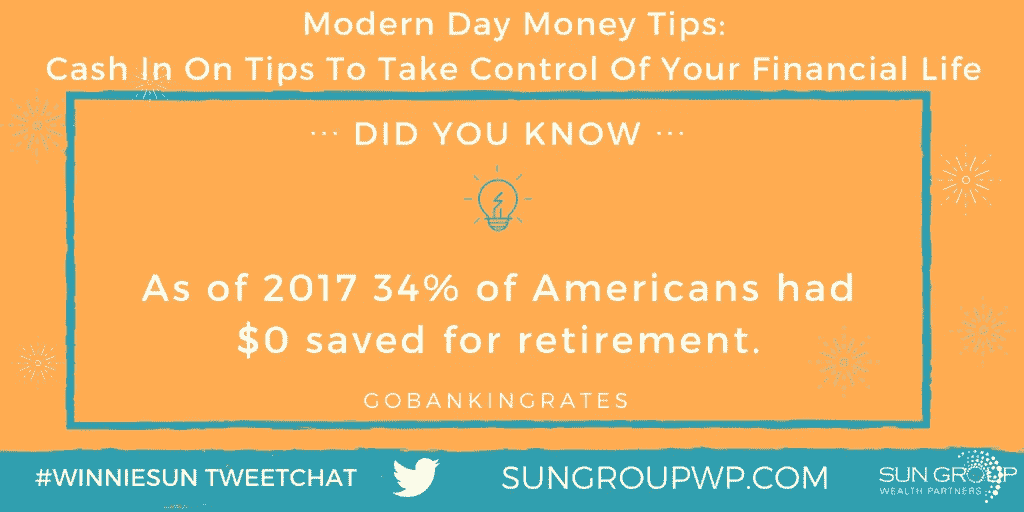 Modern Day Money Tips:
Cash In On Tips To Take Control Of Your Financial Life
··· DID YOU KNOW ···
As of 2017 34% of Americans had
$0 saved for retirement.
GOBANKINGRATES
#WINNIESUN TWEETCHAT
SUNGROUPWP.COM
SUN GROUP
WEALTH PARTNERS